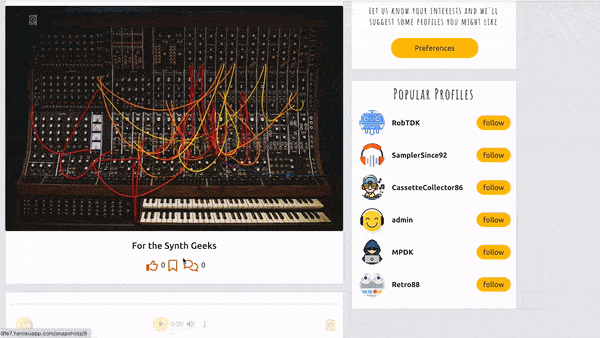 Let us know your interests and we'll
suggest some profiles you might like
Preferences
Popular Profiles
RobTDK follow
SamplerSince92 follow
CassetteCollector86 follow
admin follow
MPDK follow
Retro88 follow
For the Synth Geeks
0 0
0:00
9fe7.herokuapp.com/snapshots/8